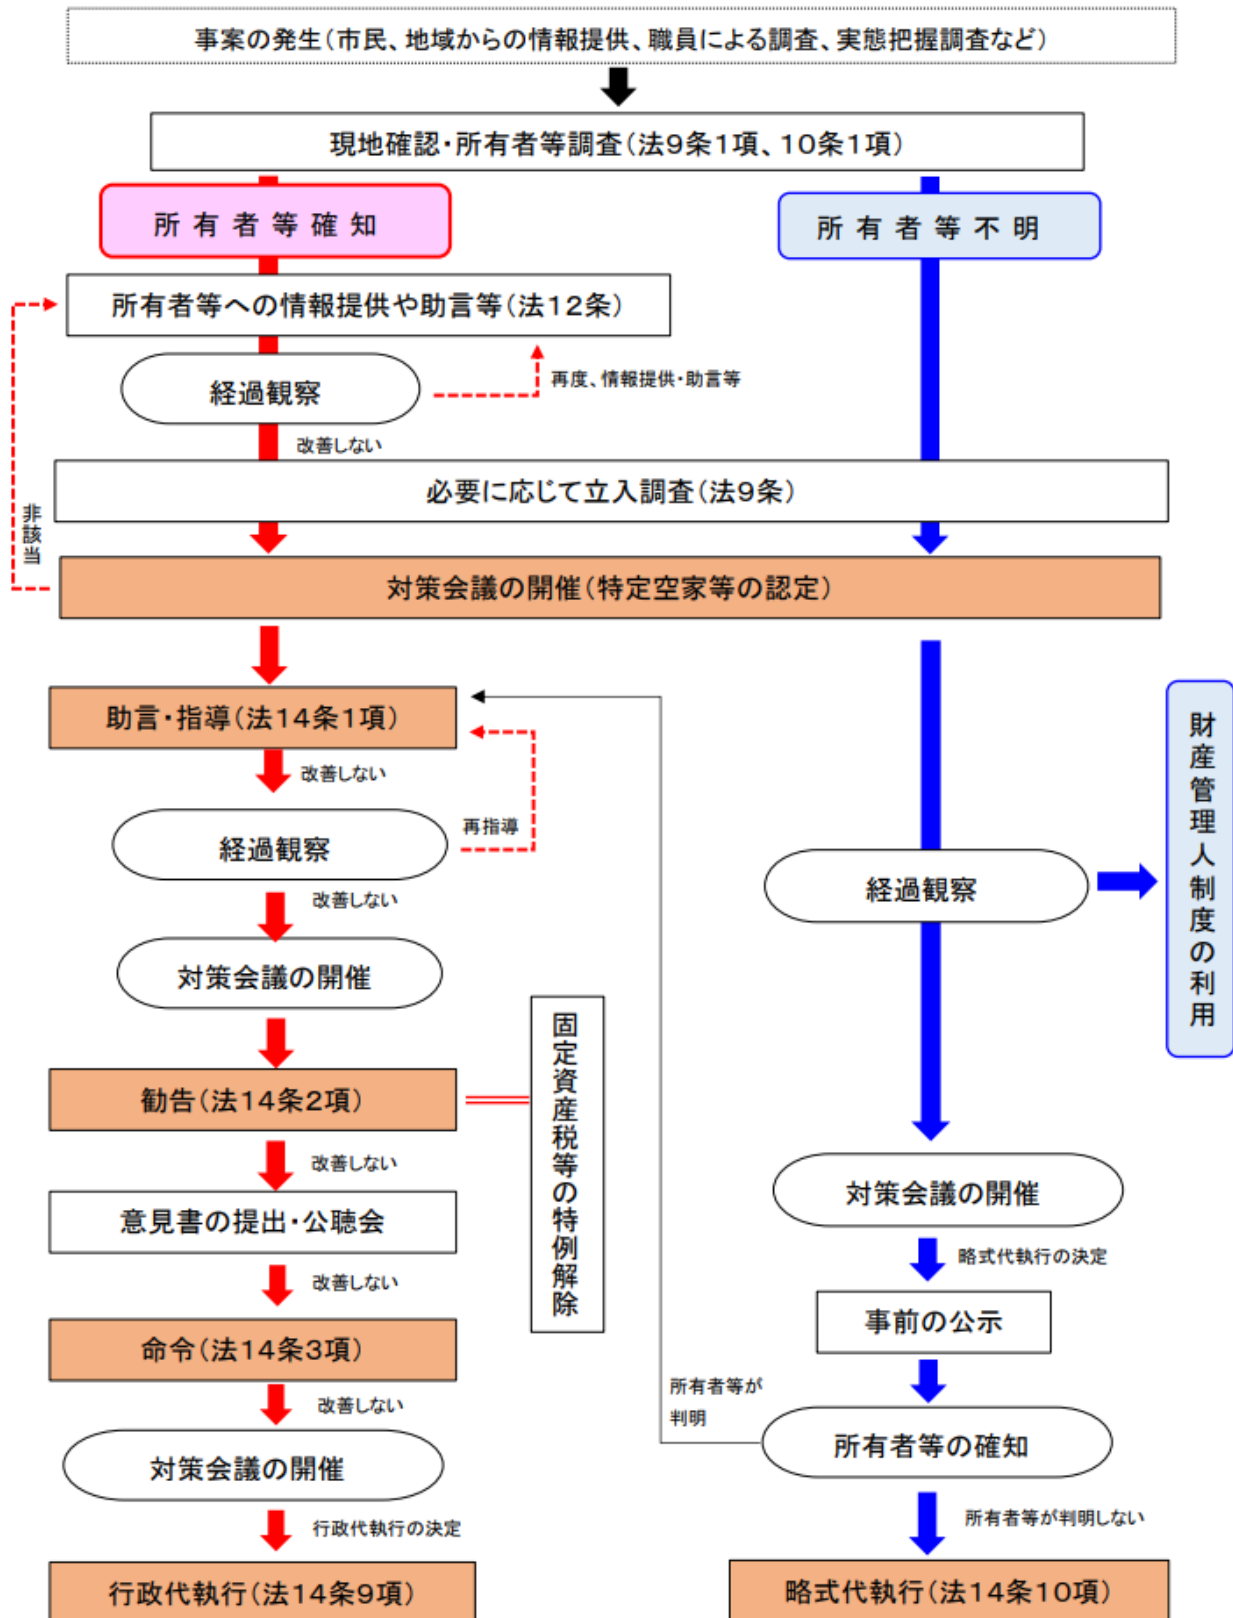 事案の発生(市民、地域からの情報提供、職員による調査、実態把握調査など)
現地確認・所有者等調査(法9条1項、10条1項)
所有者等確知
所有者等不明
所有者等への情報提供や助言等(法12条)
経過観察
再度、情報提供・助言等
改善しない
必要に応じて立入調査(法9条)
非該当
対策会議の開催(特定空家等の認定)
助言・指導(法14条1項)
改善しない
経過観察
再指導
改善しない
対策会議の開催
勧告(法14条2項)
固定資産税等の特例解除
改善しない
意見書の提出・公聴会
改善しない
命令(法14条3項)
改善しない
対策会議の開催
行政代執行の決定
行政代執行(法14条9項)
経過観察
財産管理人制度の利用
対策会議の開催
略式代執行の決定
事前の公示
所有者等が
判明
所有者等の確知
所有者等が判明しない
略式代執行(法14条10項)